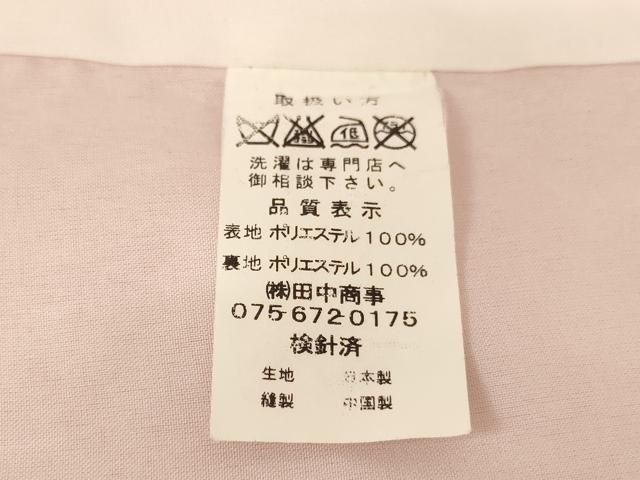 取扱い方
低
洗濯は専門店へ
御相談下さい。
品質表示
表地 ポリエステル100%
裏地 ポリエステル100%
㈱田中商事
075-672-0175
検針済
生地 日本製
縫製 中国製